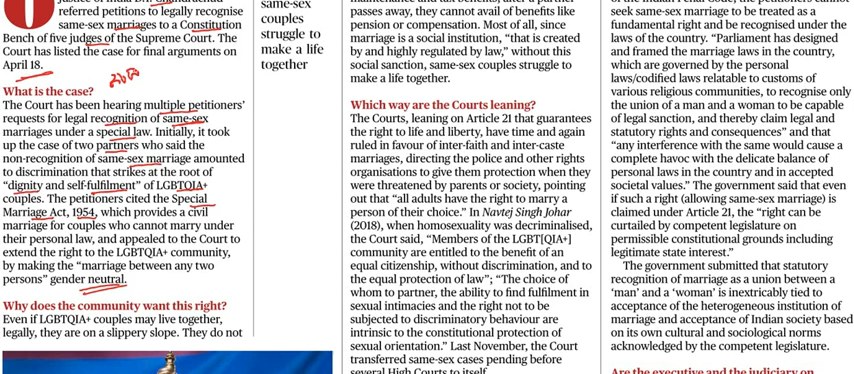 referred petitions to legally recognise
same-sex marriages to a Constitution
Bench of five judges of the Supreme Court. The
Court has listed the case for final arguments on
April 18.
What is the case?
The Court has been hearing multiple petitioners'
requests for legal recognition of same-sex
marriages under a special law. Initially, it took
up the case of two partners who said the
non-recognition of same-sex marriage amounted
to discrimination that strikes at the root of
“dignity and self-fulfilment” of LGBTQIA+
couples. The petitioners cited the Special
Marriage Act, 1954, which provides a civil
marriage for couples who cannot marry under
their personal law, and appealed to the Court to
extend the right to the LGBTQIA+ community,
by making the “marriage between any two
persons” gender neutral.
Why does the community want this right?
Even if LGBTQIA+ couples may live together,
legally, they are on a slippery slope. They do not
same-sex
couples
struggle to
make a life
together
passes away, they cannot avail of benefits like
pension or compensation. Most of all, since
marriage is a social institution, “that is created
by and highly regulated by law,” without this
social sanction, same-sex couples struggle to
make a life together.
Which way are the Courts leaning?
The Courts, leaning on Article 21 that guarantees
the right to life and liberty, have time and again
ruled in favour of inter-faith and inter-caste
marriages, directing the police and other rights
organisations to give them protection when they
were threatened by parents or society, pointing
out that “all adults have the right to marry a
person of their choice.” In Navtej Singh Johar
(2018), when homosexuality was decriminalised,
the Court said, “Members of the LGBT[QIA+]
community are entitled to the benefit of an
equal citizenship, without discrimination, and to
the equal protection of law”; “The choice of
whom to partner, the ability to find fulfilment in
sexual intimacies and the right not to be
subjected to discriminatory behaviour are
intrinsic to the constitutional protection of
sexual orientation.” Last November, the Court
transferred same-sex cases pending before
several High Courts to itself.
seek same-sex marriage to be treated as a
fundamental right and be recognised under the
laws of the country. “Parliament has designed
and framed the marriage laws in the country,
which are governed by the personal
laws/codified laws relatable to customs of
various religious communities, to recognise only
the union of a man and a woman to be capable
of legal sanction, and thereby claim legal and
statutory rights and consequences” and that
“any interference with the same would cause a
complete havoc with the delicate balance of
personal laws in the country and in accepted
societal values.” The government said that even
if such a right (allowing same-sex marriage) is
claimed under Article 21, the “right can be
curtailed by competent legislature on
permissible constitutional grounds including
legitimate state interest.”
The government submitted that statutory
recognition of marriage as a union between a
‘man’ and a ‘woman’ is inextricably tied to
acceptance of the heterogeneous institution of
marriage and acceptance of Indian society based
on its own cultural and sociological norms
acknowledged by the competent legislature.
Are the executive and the judiciary on